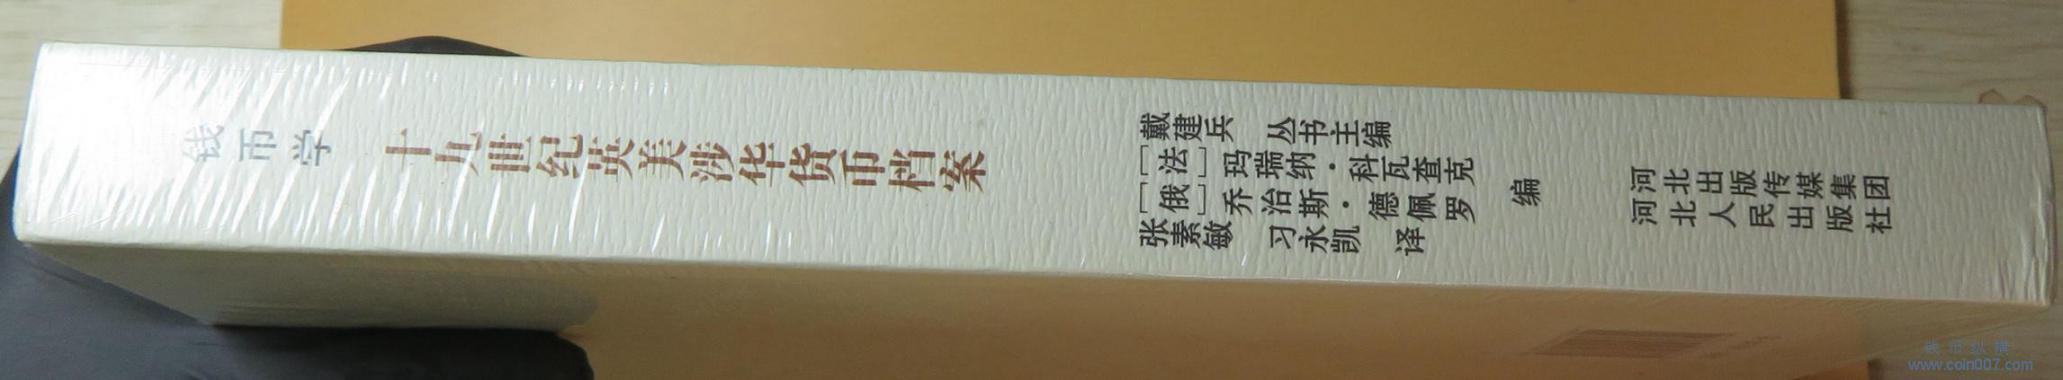 钱币学
十九世纪英美涉华货币档案
戴建兵 丛书主编
［法］玛瑞纳·科瓦查克
［俄］乔治斯·德佩罗 编
张素敏 习永凯 译
河北出版传媒集团
河北人民出版社
钱币纵横
www.coin007.com